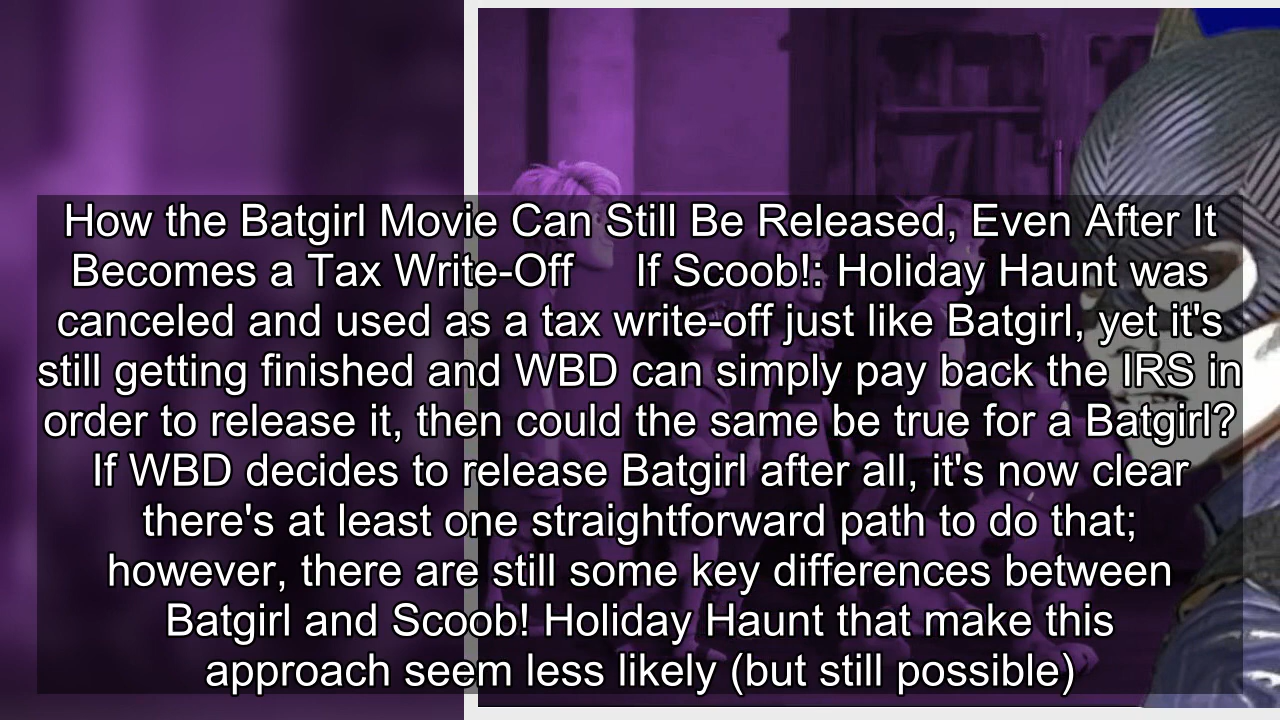 How the Batgirl Movie Can Still Be Released, Even After It
Becomes a Tax Write-Off If Scoob!: Holiday Haunt was
canceled and used as a tax write-off just like Batgirl, yet it's
still getting finished and WBD can simply pay back the IRS in
order to release it, then could the same be true for a Batgirl?
If WBD decides to release Batgirl after all, it's now clear
there's at least one straightforward path to do that;
however, there are still some key differences between
Batgirl and Scoob! Holiday Haunt that make this
approach seem less likely (but still possible)